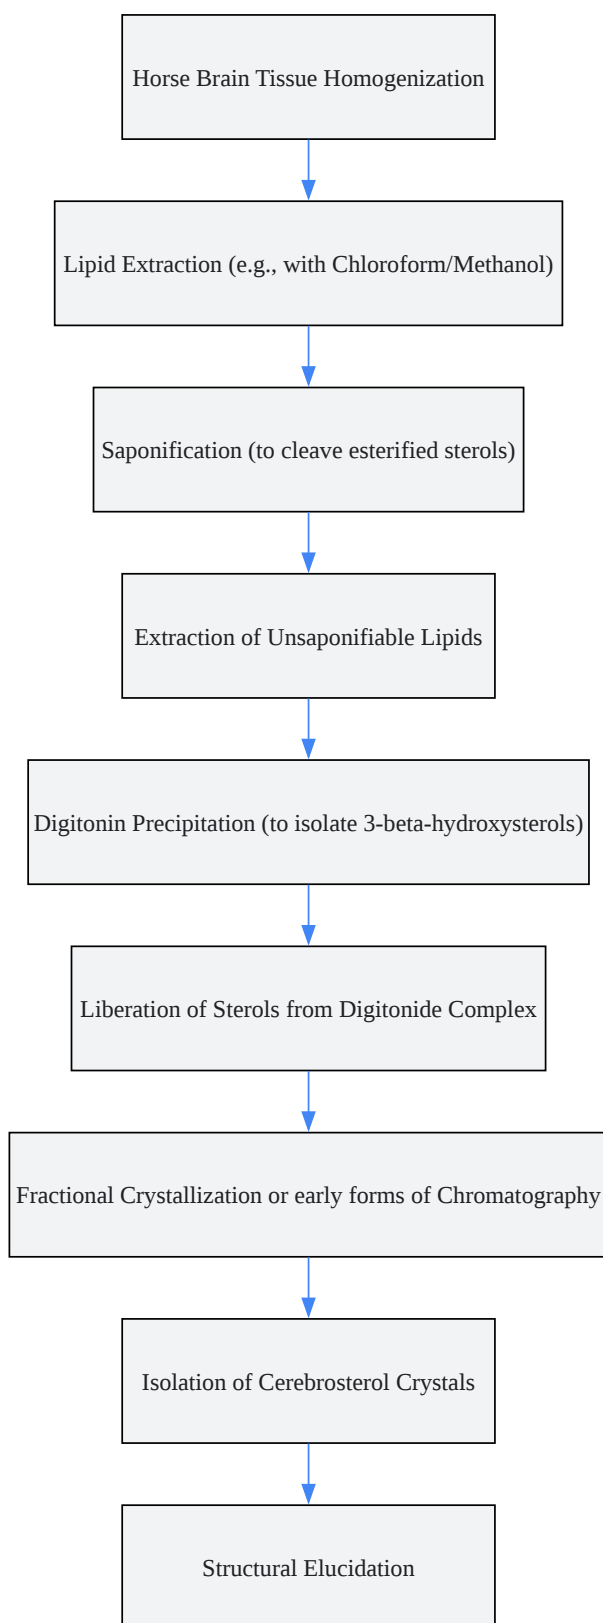 Horse Brain Tissue Homogenization
Lipid Extraction (e.g., with Chloroform/Methanol)
Saponification (to cleave esterified sterols)
Extraction of Unsaponifiable Lipids
Digitonin Precipitation (to isolate 3-beta-hydroxysterols)
Liberation of Sterols from Digitonide Complex
Fractional Crystallization or early forms of Chromatography
Isolation of Cerebrosterol Crystals
Structural Elucidation